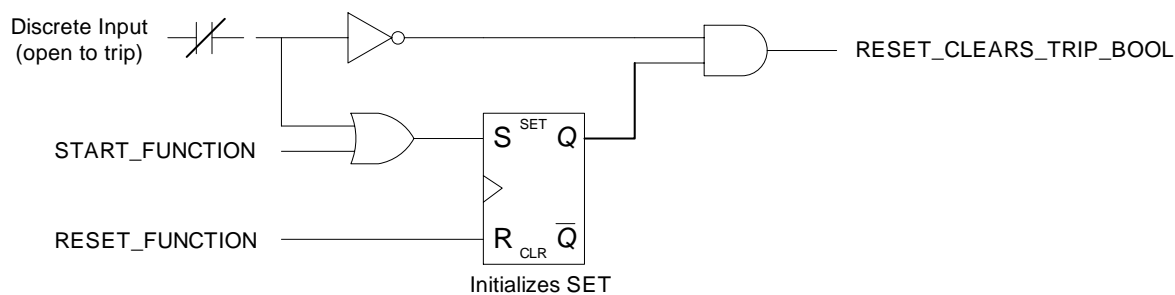 Discrete Input
(open to trip)
RESET_CLEARS_TRIP_BOOL
START_FUNCTION
S SET Q
RESET_FUNCTION
R CLR Q̅
Initializes SET